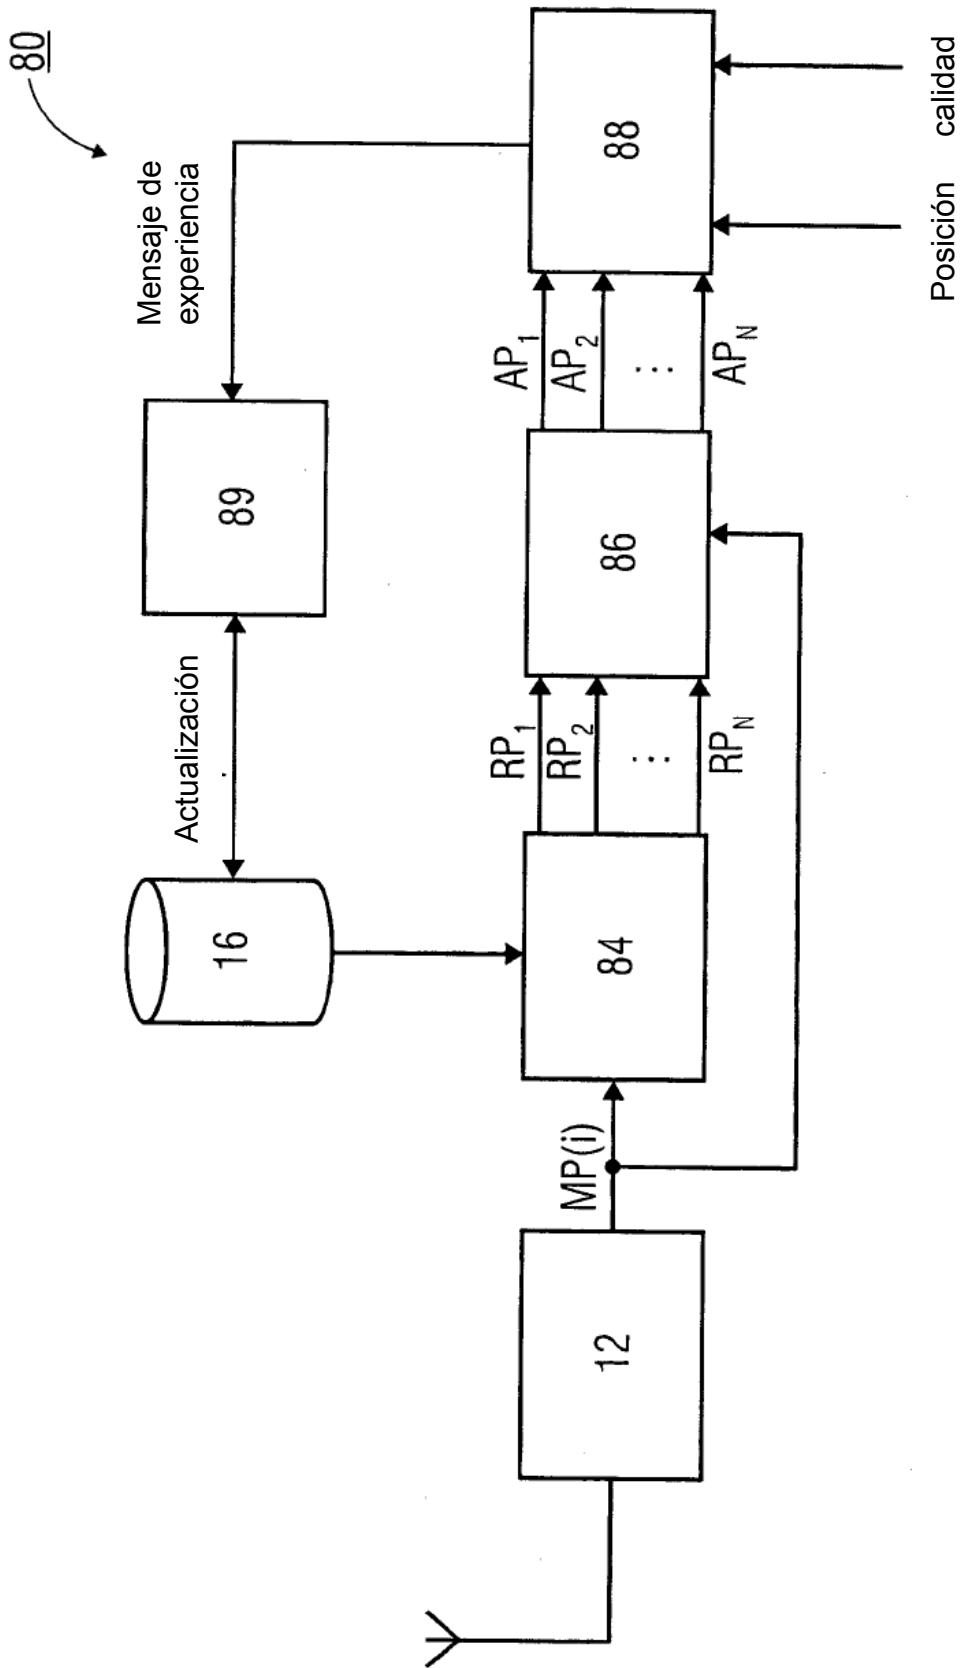 80
Mensaje de
experiencia
Actualización
16
89
12
MP(i)
84
RP1
RP2
...
RPN
86
AP1
AP2
...
APN
88
Posición
calidad